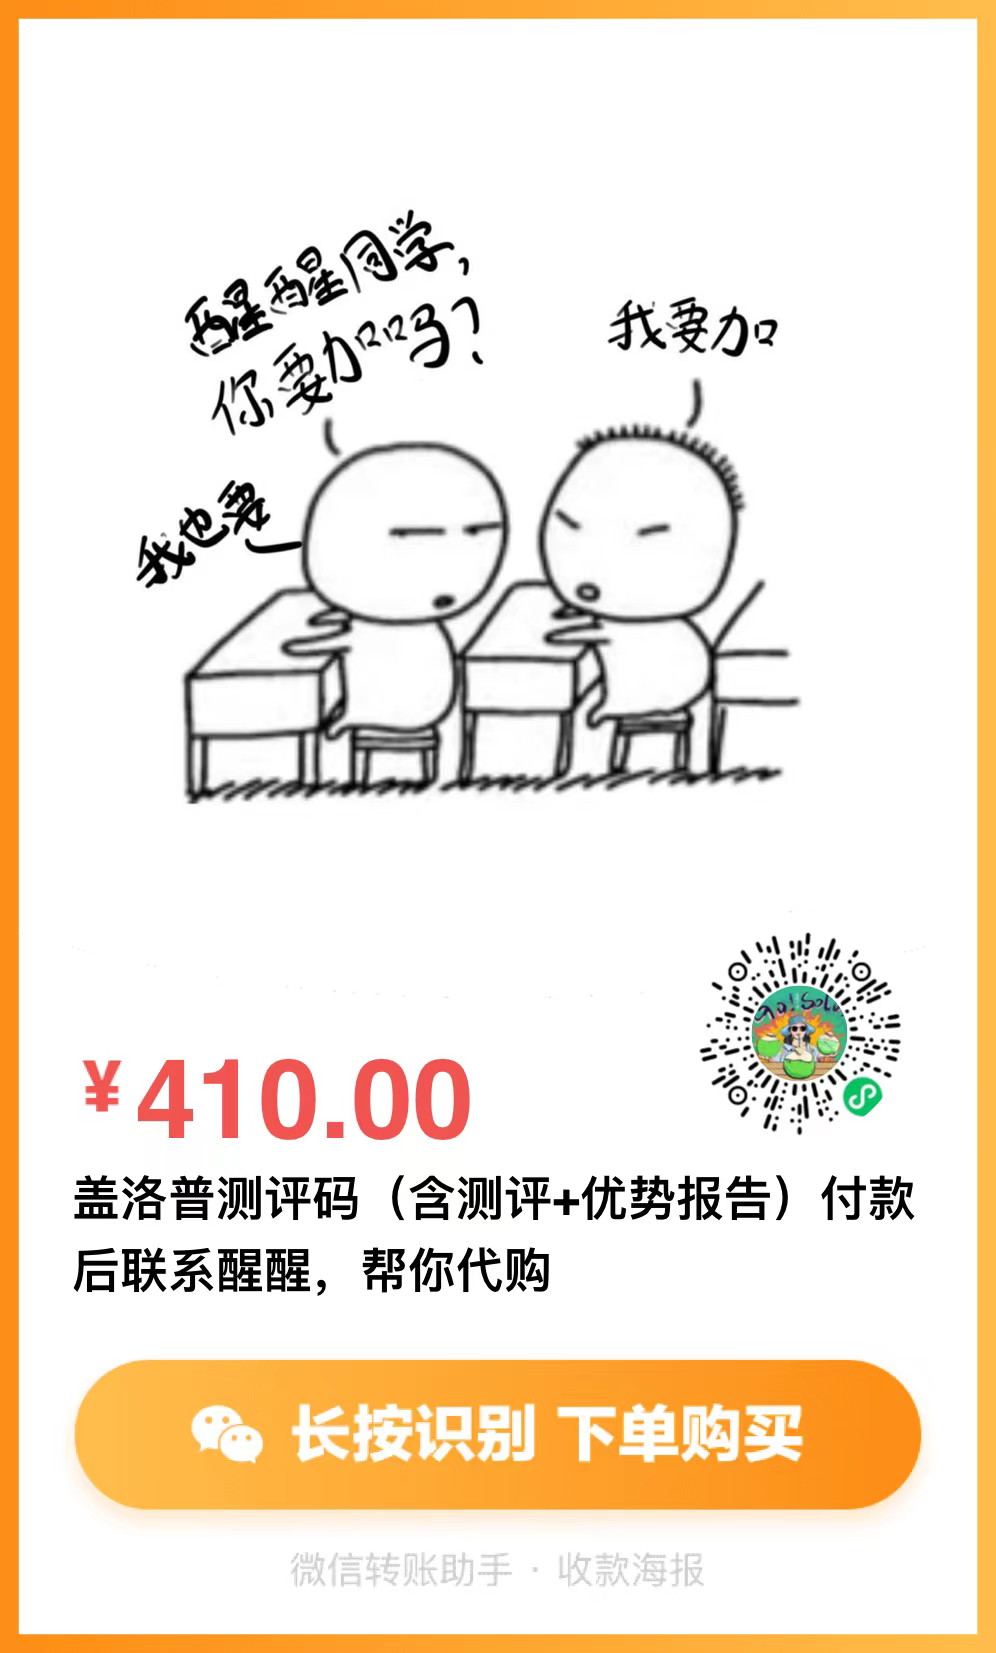 醒醒同学，
你要加吗？
我要加
我也要
go! Solo
¥410.00
盖洛普测评码（含测评+优势报告）付款
后联系醒醒，帮你代购
长按识别 下单购买
微信转账助手 · 收款海报